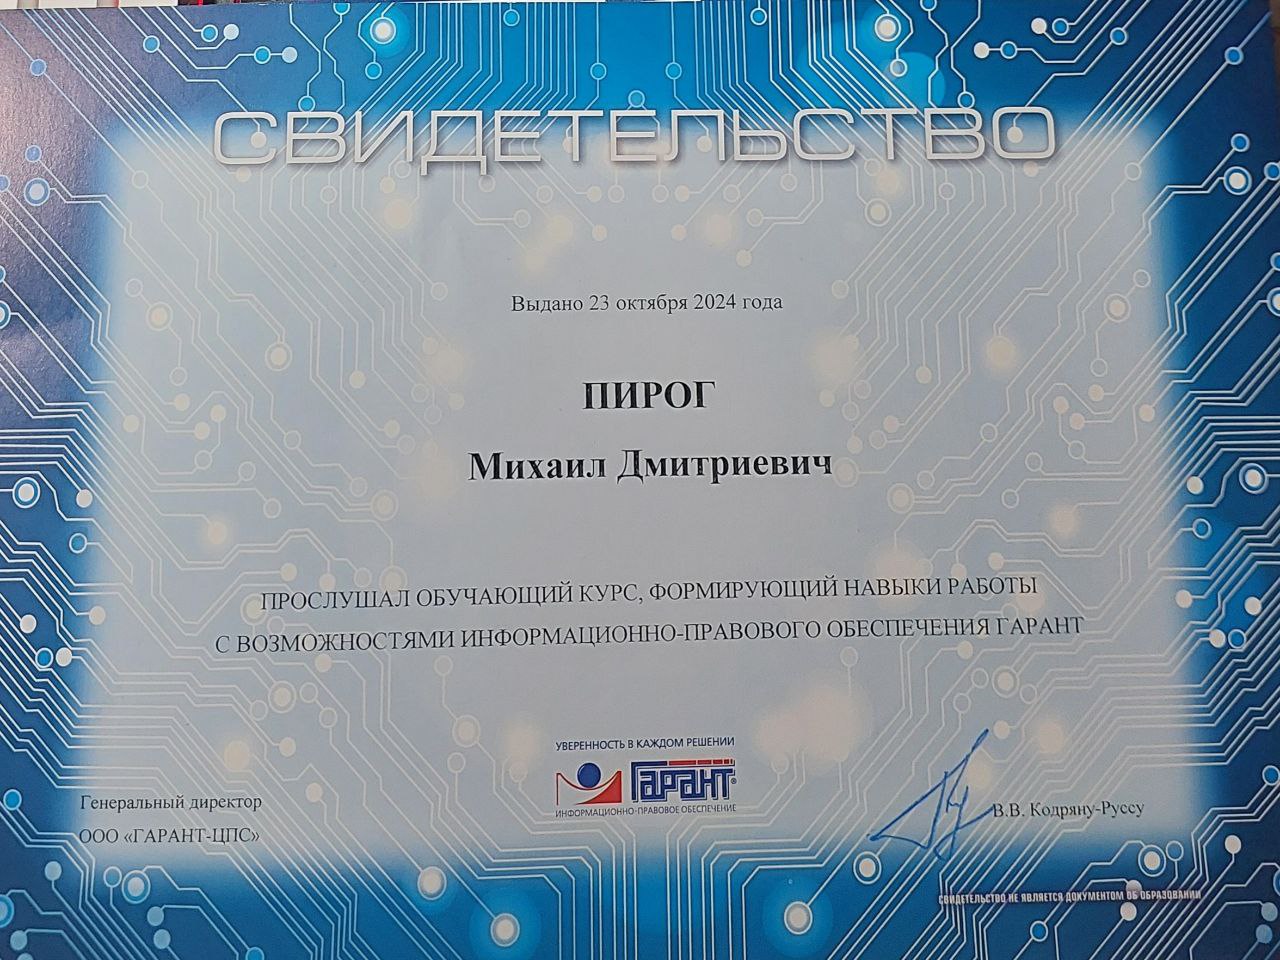 СВИДЕТЕЛЬСТВО
Выдано 23 октября 2024 года
ПИРОГ
Михаил Дмитриевич
ПРОСЛУШАЛ ОБУЧАЮЩИЙ КУРС, ФОРМИРУЮЩИЙ НАВЫКИ РАБОТЫ
С ВОЗМОЖНОСТЯМИ ИНФОРМАЦИОННО-ПРАВОВОГО ОБЕСПЕЧЕНИЯ ГАРАНТ
УВЕРЕННОСТЬ В КАЖДОМ РЕШЕНИИ
ГАРАНТ®
ИНФОРМАЦИОННО-ПРАВОВОЕ ОБЕСПЕЧЕНИЕ
Генеральный директор
ООО «ГАРАНТ-ЦПС»
В.В. Кодряну-Руссу
СВИДЕТЕЛЬСТВО НЕ ЯВЛЯЕТСЯ ДОКУМЕНТОМ ОБ ОБРАЗОВАНИИ